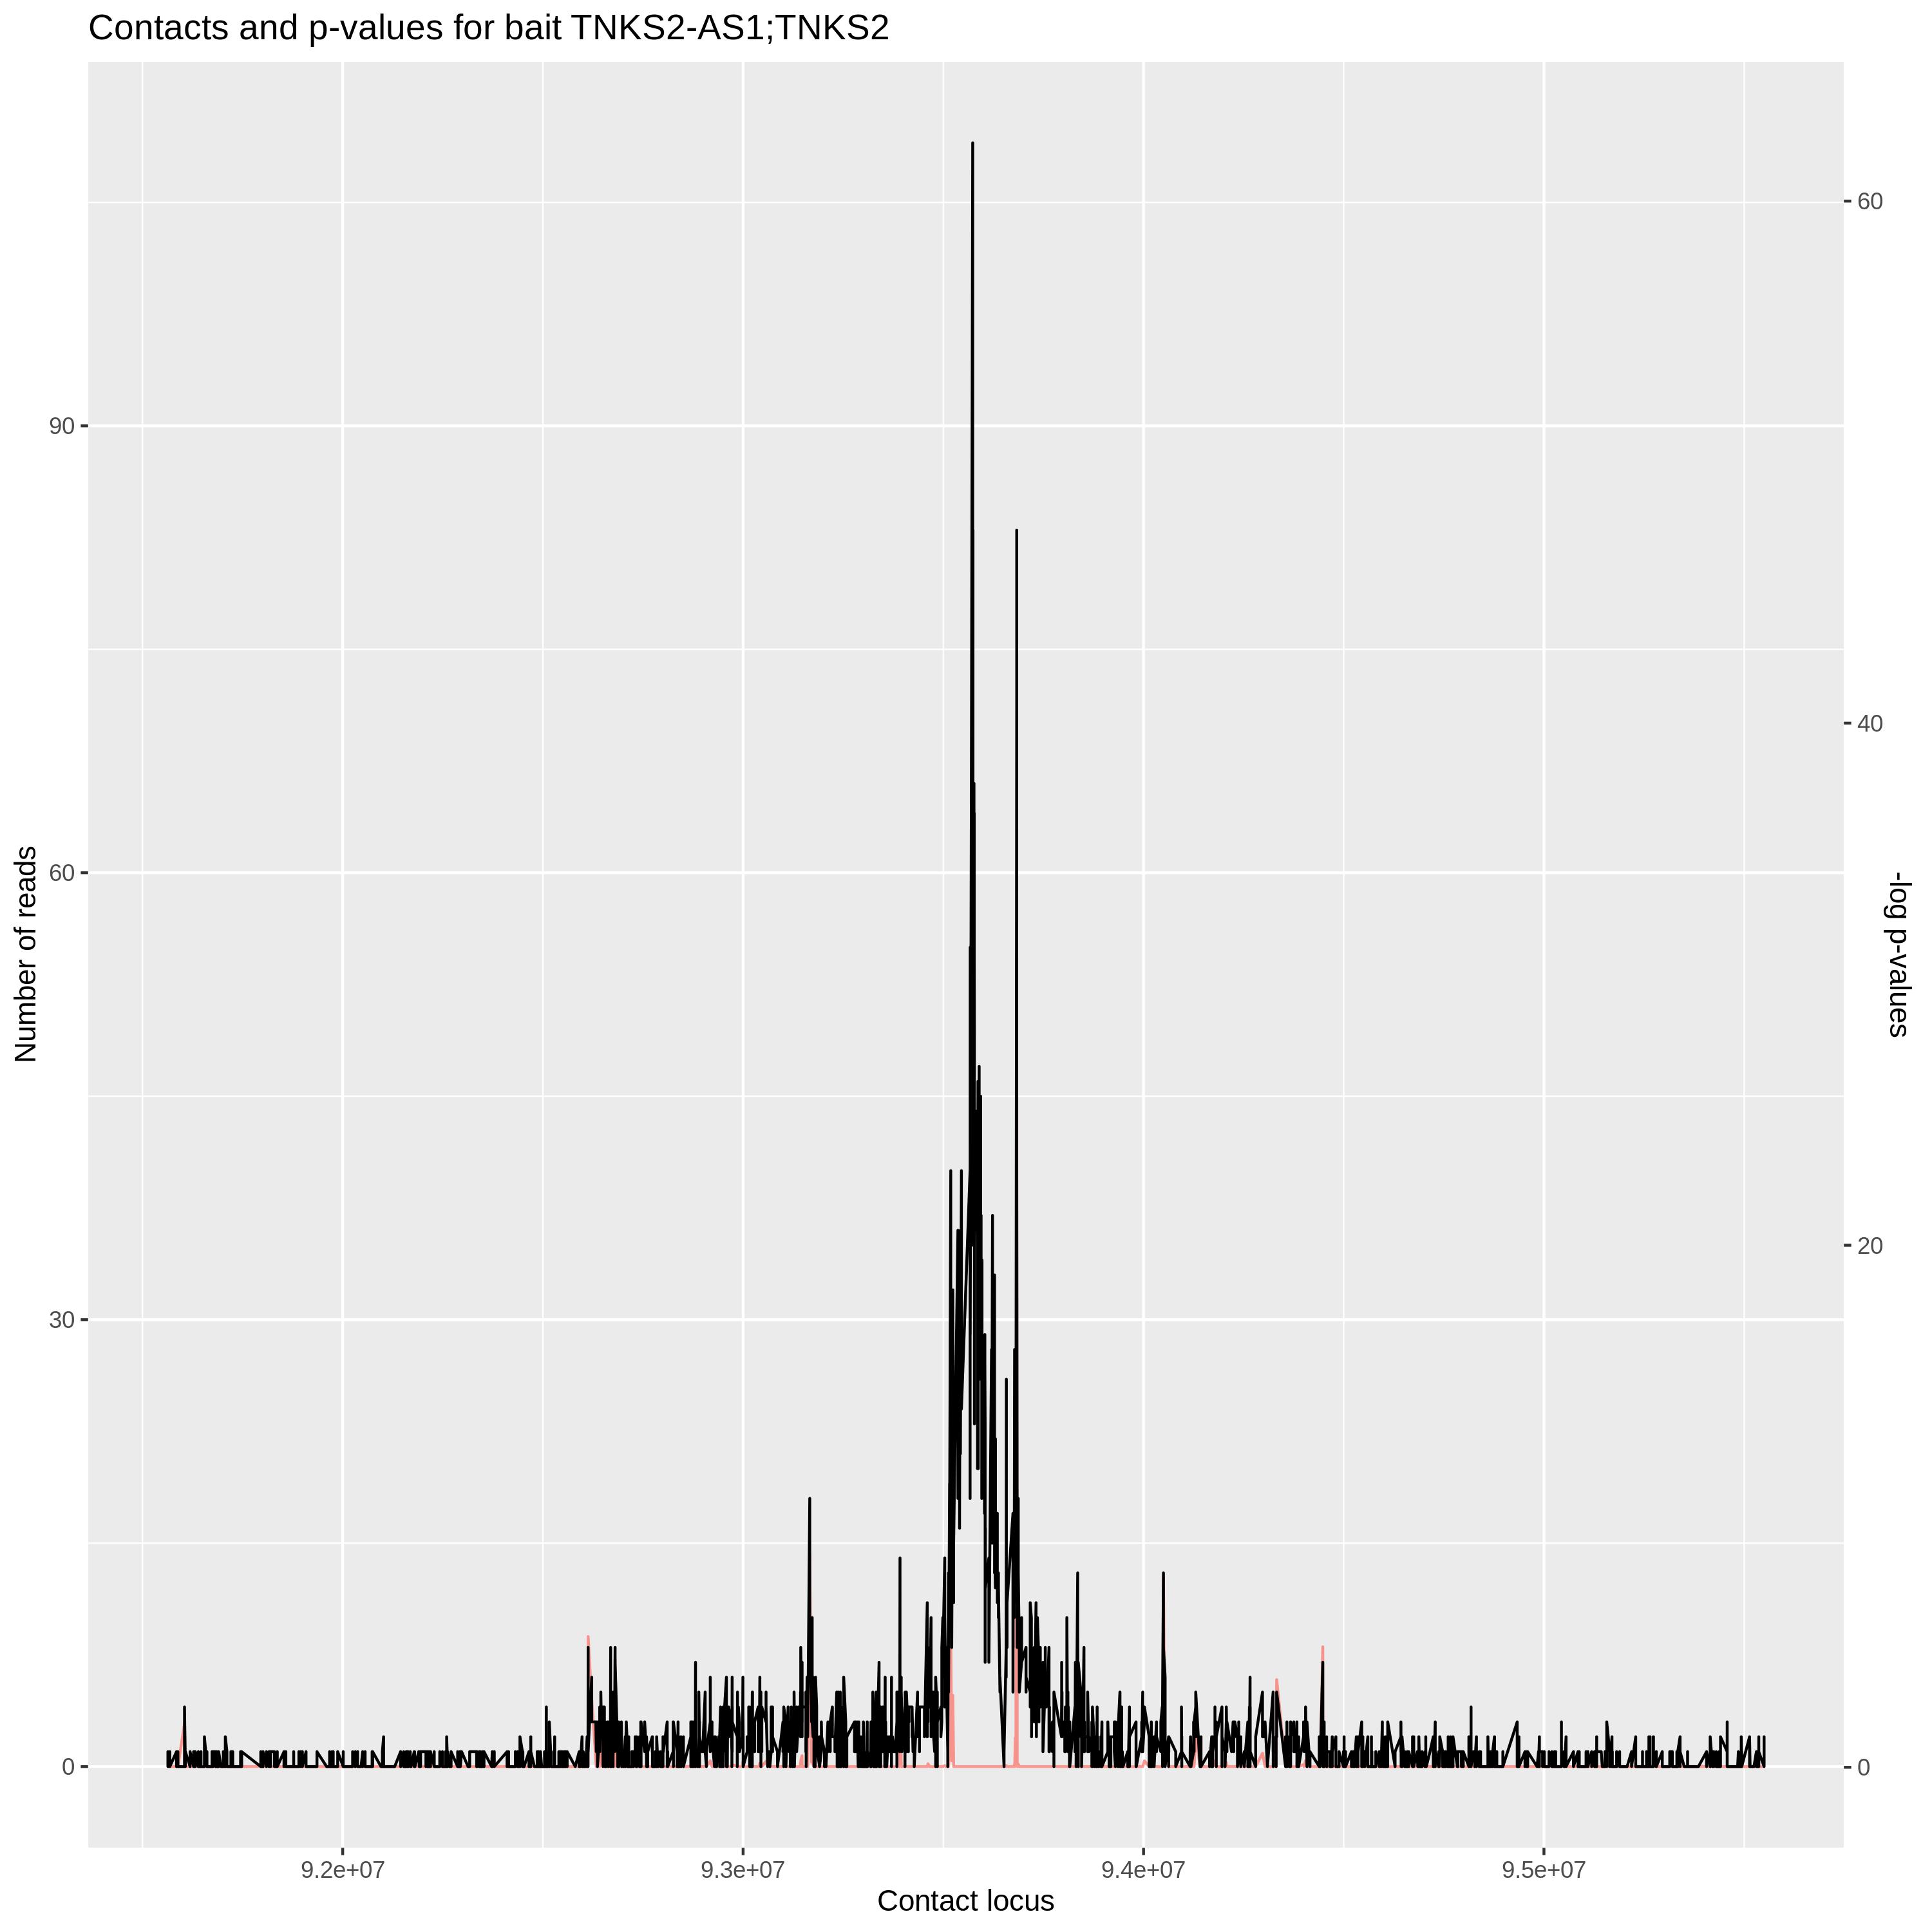 Contacts and p-values for bait TNKS2-AS1;TNKS2
90
60
30
0
Number of reads
60
40
20
0
-log p-values
9.2e+07
9.3e+07
9.4e+07
9.5e+07
Contact locus